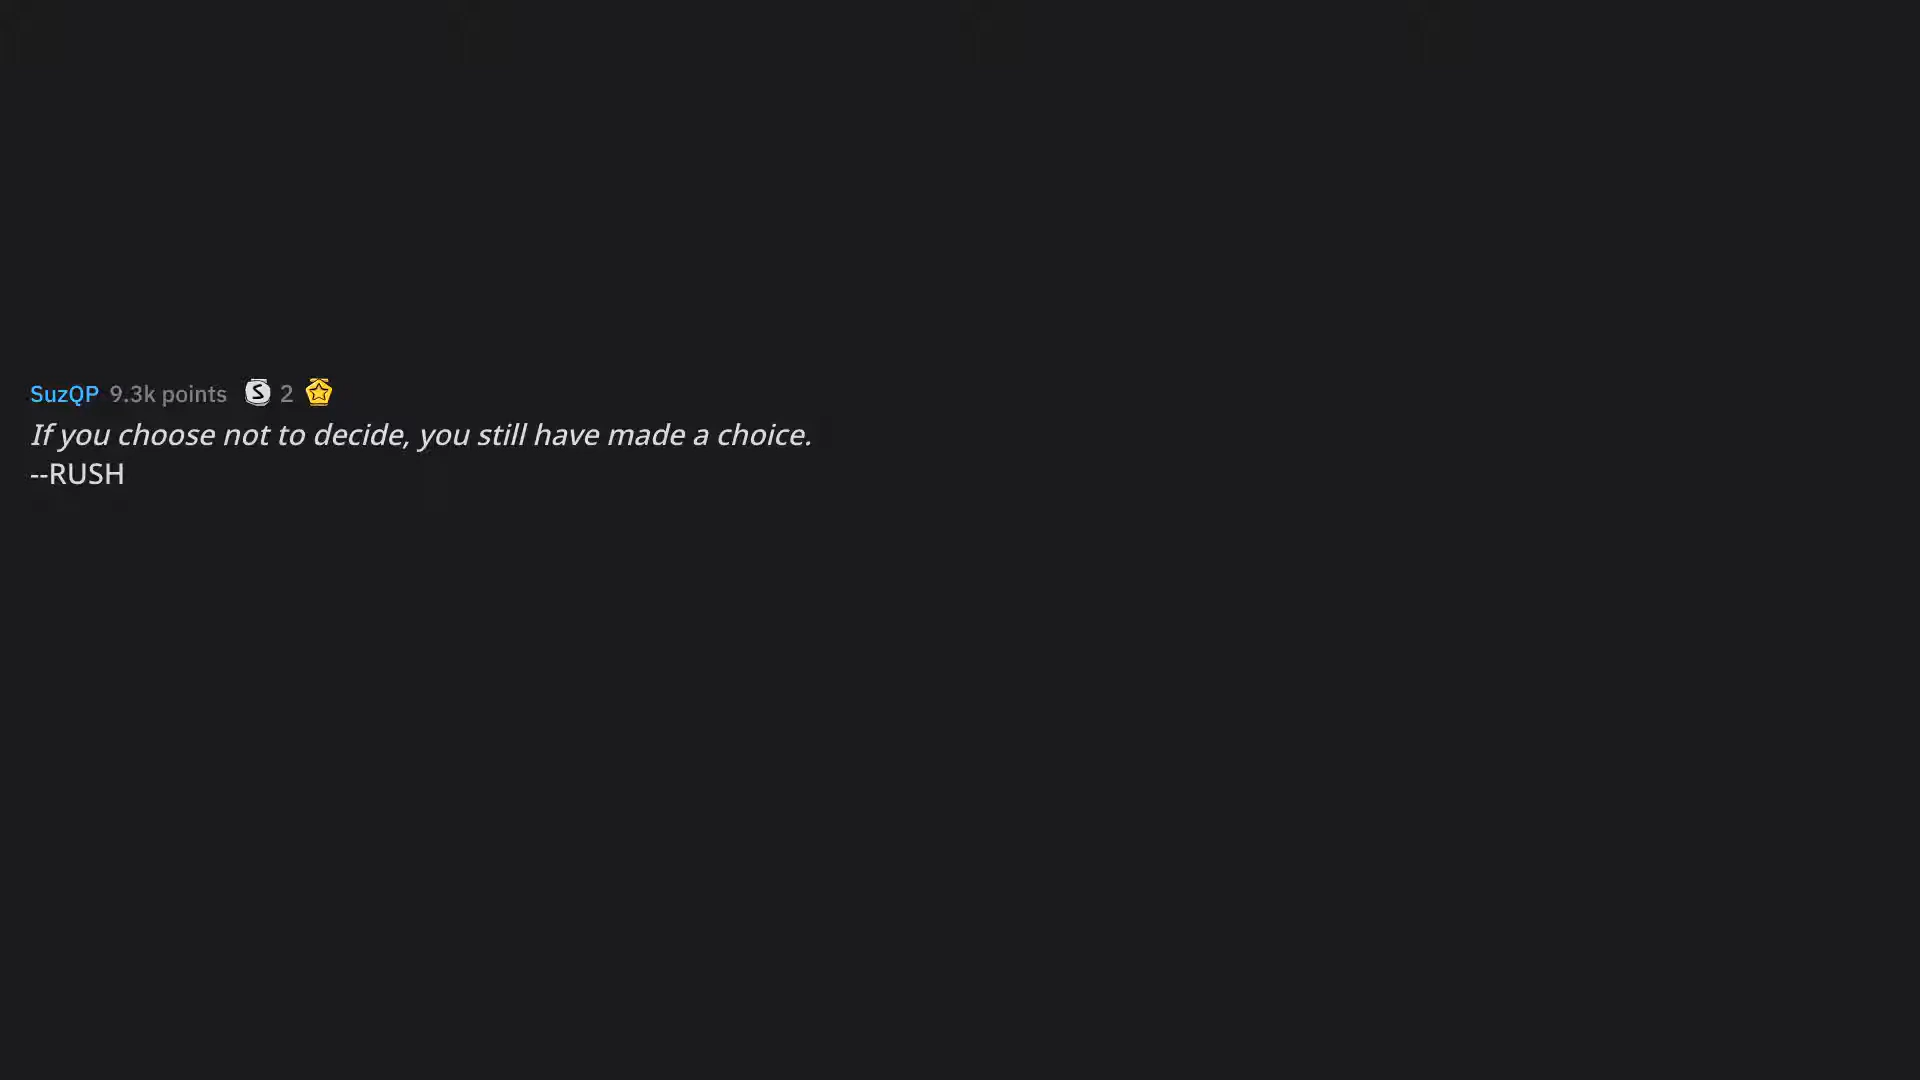 SuzQP 9.3k points S 2
If you choose not to decide, you still have made a choice.
--RUSH